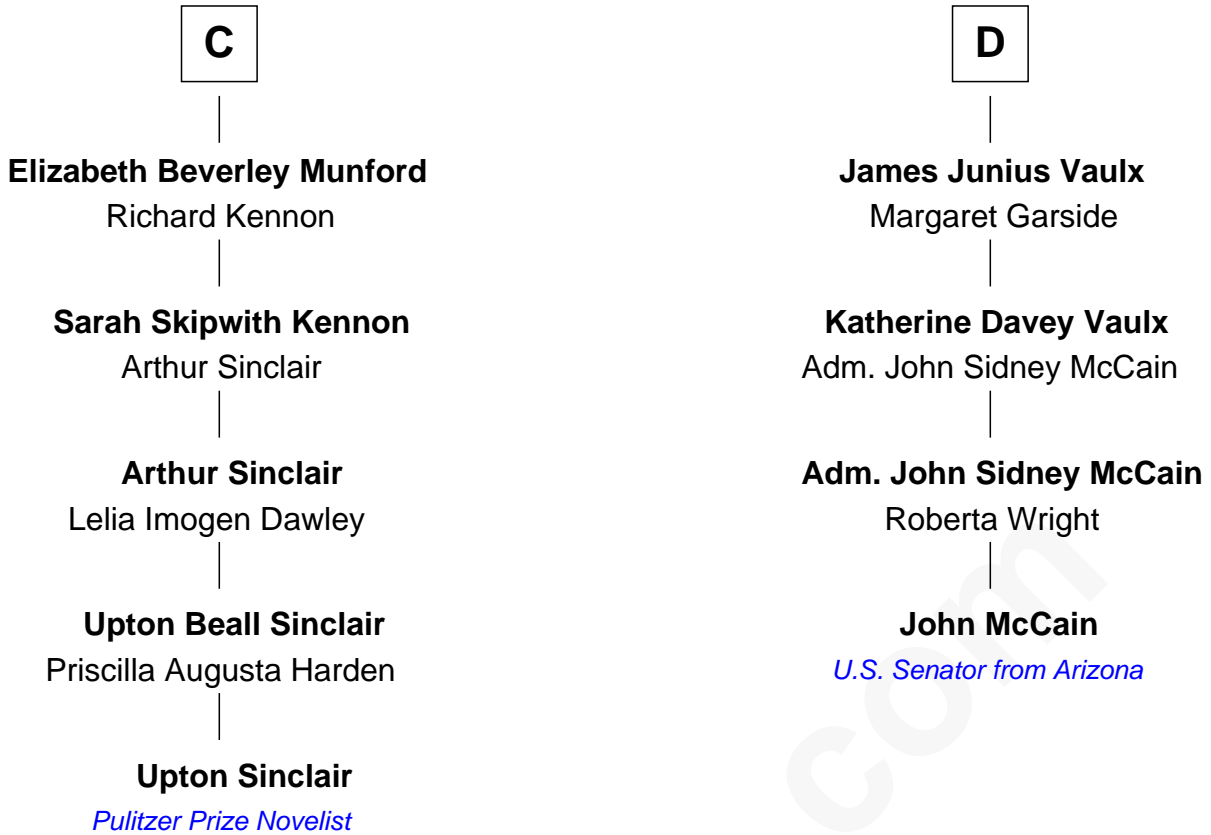 C
Elizabeth Beverley Munford
Richard Kennon
Sarah Skipwith Kennon
Arthur Sinclair
Arthur Sinclair
Lelia Imogen Dawley
Upton Beall Sinclair
Priscilla Augusta Harden
Upton Sinclair
Pulitzer Prize Novelist
D
James Junius Vaulx
Margaret Garside
Katherine Davey Vaulx
Adm. John Sidney McCain
Adm. John Sidney McCain
Roberta Wright
John McCain
U.S. Senator from Arizona
com